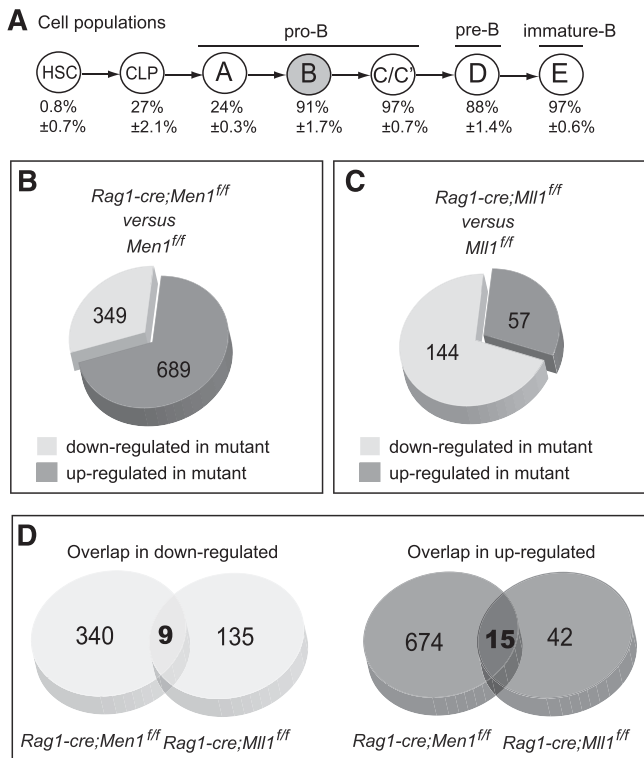 A Cell populations
pro-B pre-B immature-B
HSC CLP A B C/C' D E
0.8% 27% 24% 91% 97% 88% 97%
±0.7% ±2.1% ±0.3% ±1.7% ±0.7% ±1.4% ±0.6%
B
Rag1-cre;Men1f/f
versus
Men1f/f
349
689
down-regulated in mutant
up-regulated in mutant
C
Rag1-cre;Mll1f/f
versus
Mll1f/f
57
144
down-regulated in mutant
up-regulated in mutant
D
Overlap in down-regulated
340 9 135
Rag1-cre;Men1f/f Rag1-cre;Mll1f/f
Overlap in up-regulated
674 15 42
Rag1-cre;Men1f/f Rag1-cre;Mll1f/f